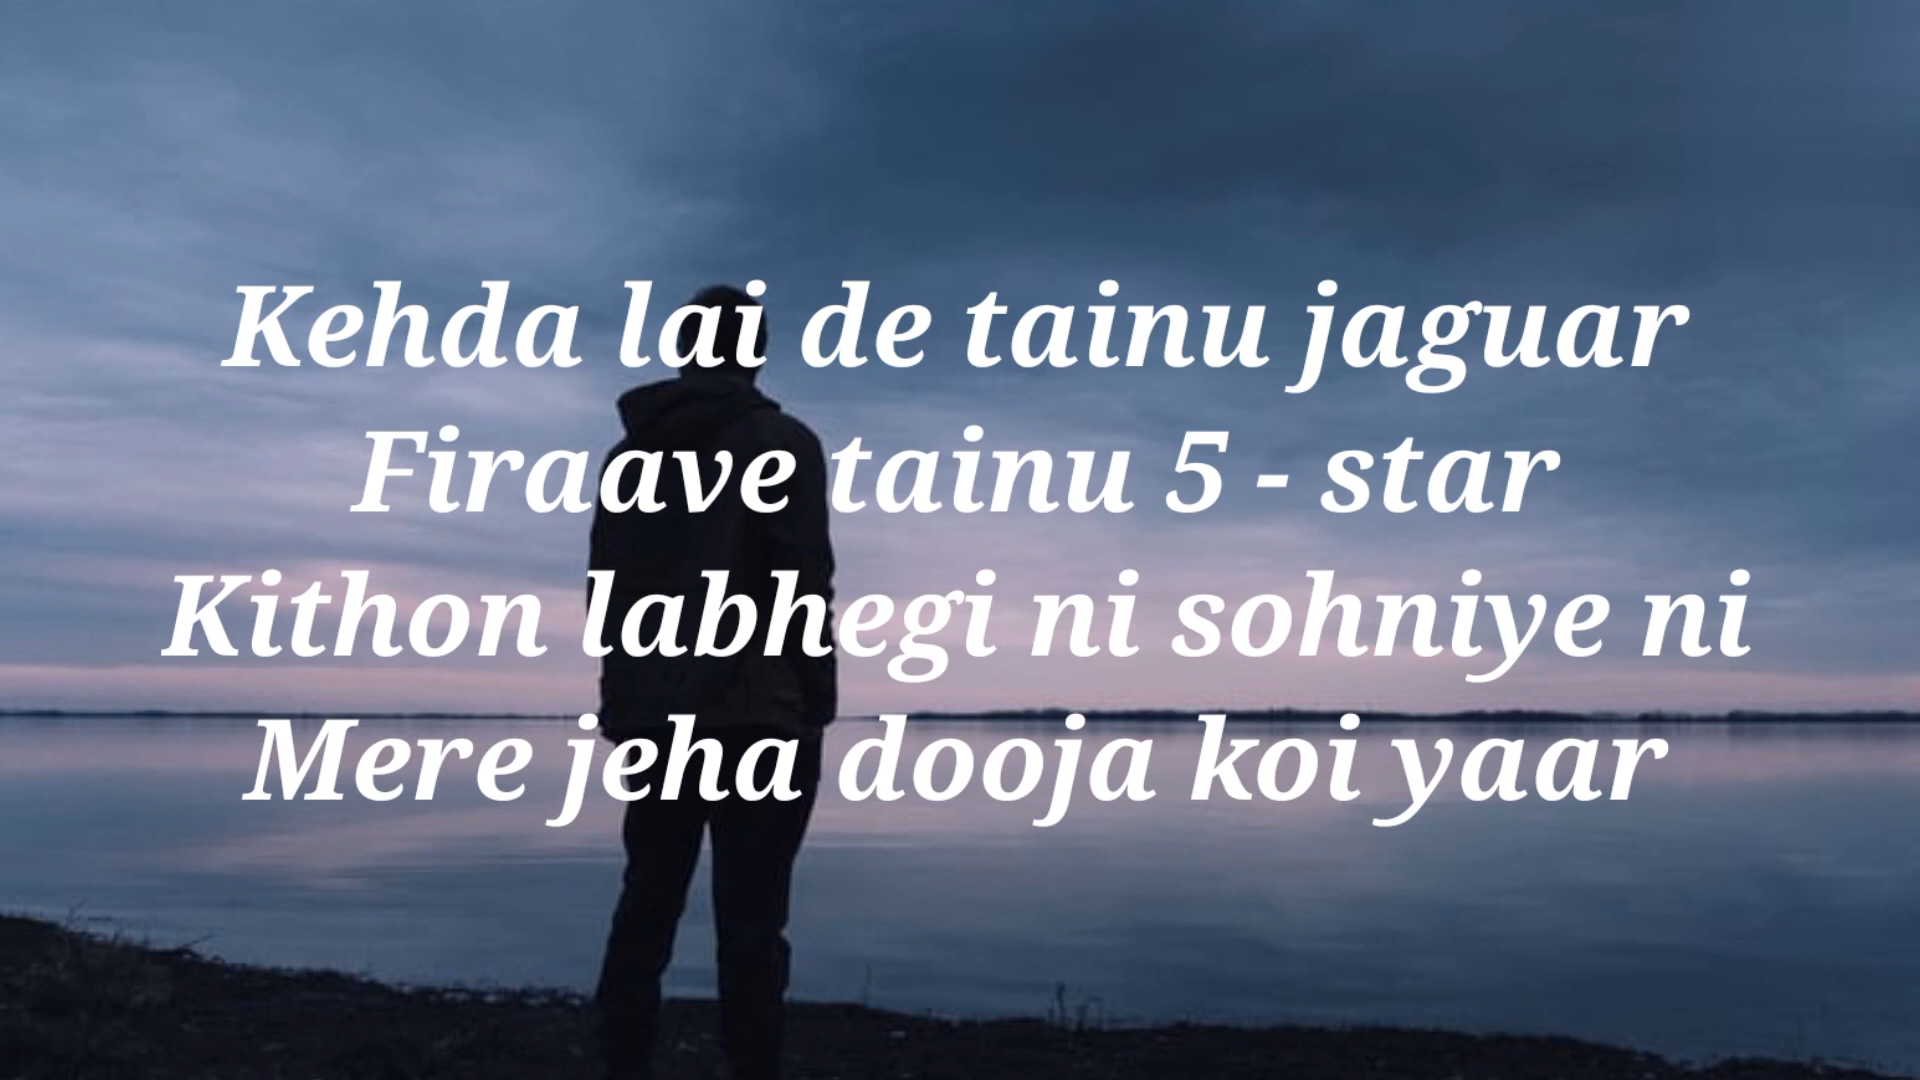 Kehda lai de tainu jaguar
Firaave tainu 5 - star
Kithon labhegi ni sohniye ni
Mere jeha dooja koi yaar